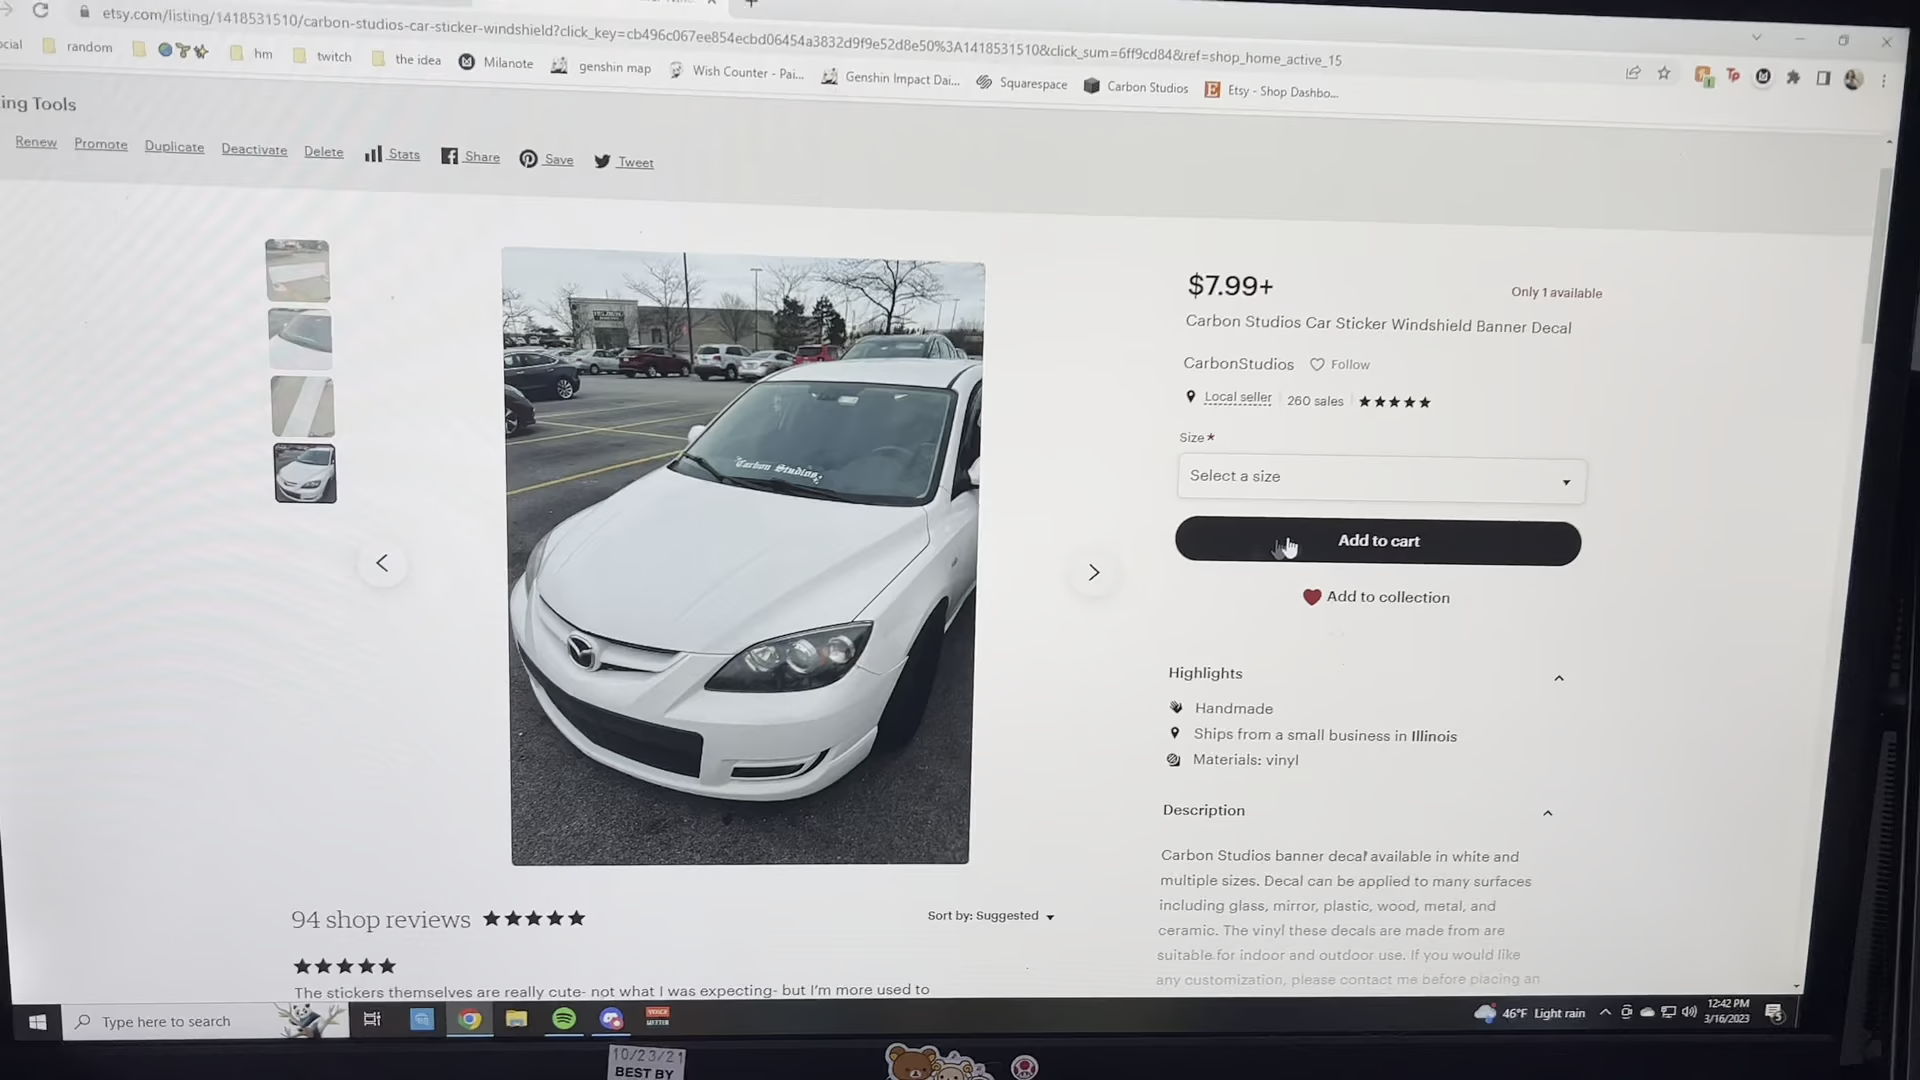 etsy.com/listing/1418531510/carbon-studios-car-sticker-windshield?click_key=cb496c067ee854ecbd06454a3832d9f9e52d8e50%3A1418531510&click_sum=6ff9cd84&ref=shop_home_active_15
cial random hm twitch the idea Milanote genshin map Wish Counter - Pai... Genshin Impact Dai... Squarespace Carbon Studios Etsy - Shop Dashbo...
ing Tools
Renew Promote Duplicate Deactivate Delete Stats Share Save Tweet
Carbon Studios
$7.99+
Only 1 available
Carbon Studios Car Sticker Windshield Banner Decal
CarbonStudios Follow
Local seller 260 sales ★★★★★
Size*
Select a size
Add to cart
Add to collection
Highlights
Handmade
Ships from a small business in Illinois
Materials: vinyl
Description
Carbon Studios banner decal available in white and
multiple sizes. Decal can be applied to many surfaces
including glass, mirror, plastic, wood, metal, and
ceramic. The vinyl these decals are made from are
suitable for indoor and outdoor use. If you would like
any customization, please contact me before placing an
94 shop reviews ★★★★★
Sort by: Suggested
★★★★★
The stickers themselves are really cute- not what I was expecting- but I'm more used to
Type here to search
46°F Light rain
12:42 PM
3/16/2023
5
10/23/21
BEST BY